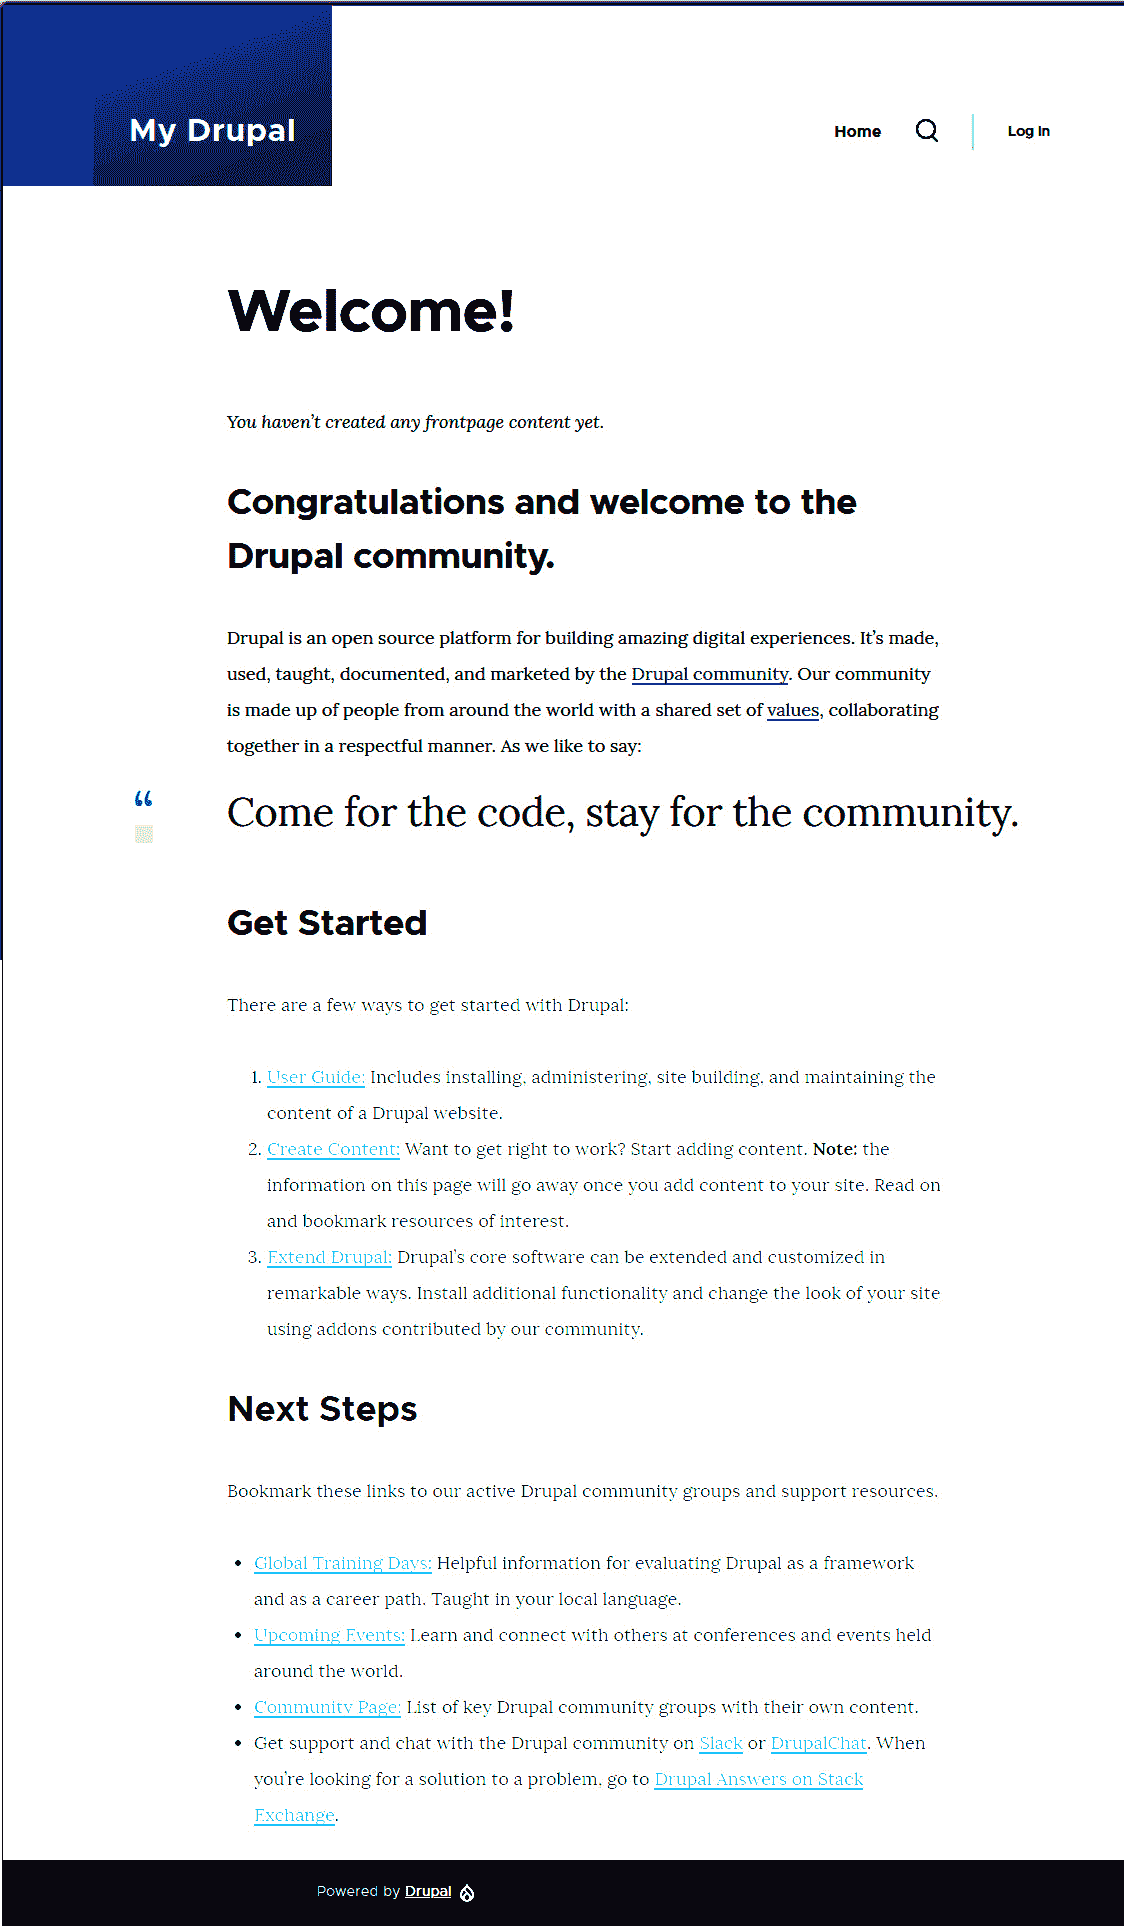 My Drupal
Home
Log In
Welcome!
You haven’t created any frontpage content yet.
Congratulations and welcome to the
Drupal community.
Drupal is an open source platform for building amazing digital experiences. It’s made,
used, taught, documented, and marketed by the Drupal community. Our community
is made up of people from around the world with a shared set of values, collaborating
together in a respectful manner. As we like to say:
“
Come for the code, stay for the community.
Get Started
There are a few ways to get started with Drupal:
1. User Guide: Includes installing, administering, site building, and maintaining the
content of a Drupal website.
2. Create Content: Want to get right to work? Start adding content. Note: the
information on this page will go away once you add content to your site. Read on
and bookmark resources of interest.
3. Extend Drupal: Drupal’s core software can be extended and customized in
remarkable ways. Install additional functionality and change the look of your site
using addons contributed by our community.
Next Steps
Bookmark these links to our active Drupal community groups and support resources.
• Global Training Days: Helpful information for evaluating Drupal as a framework
and as a career path. Taught in your local language.
• Upcoming Events: Learn and connect with others at conferences and events held
around the world.
• Community Page: List of key Drupal community groups with their own content.
• Get support and chat with the Drupal community on Slack or DrupalChat. When
you’re looking for a solution to a problem, go to Drupal Answers on Stack
Exchange.
Powered by Drupal